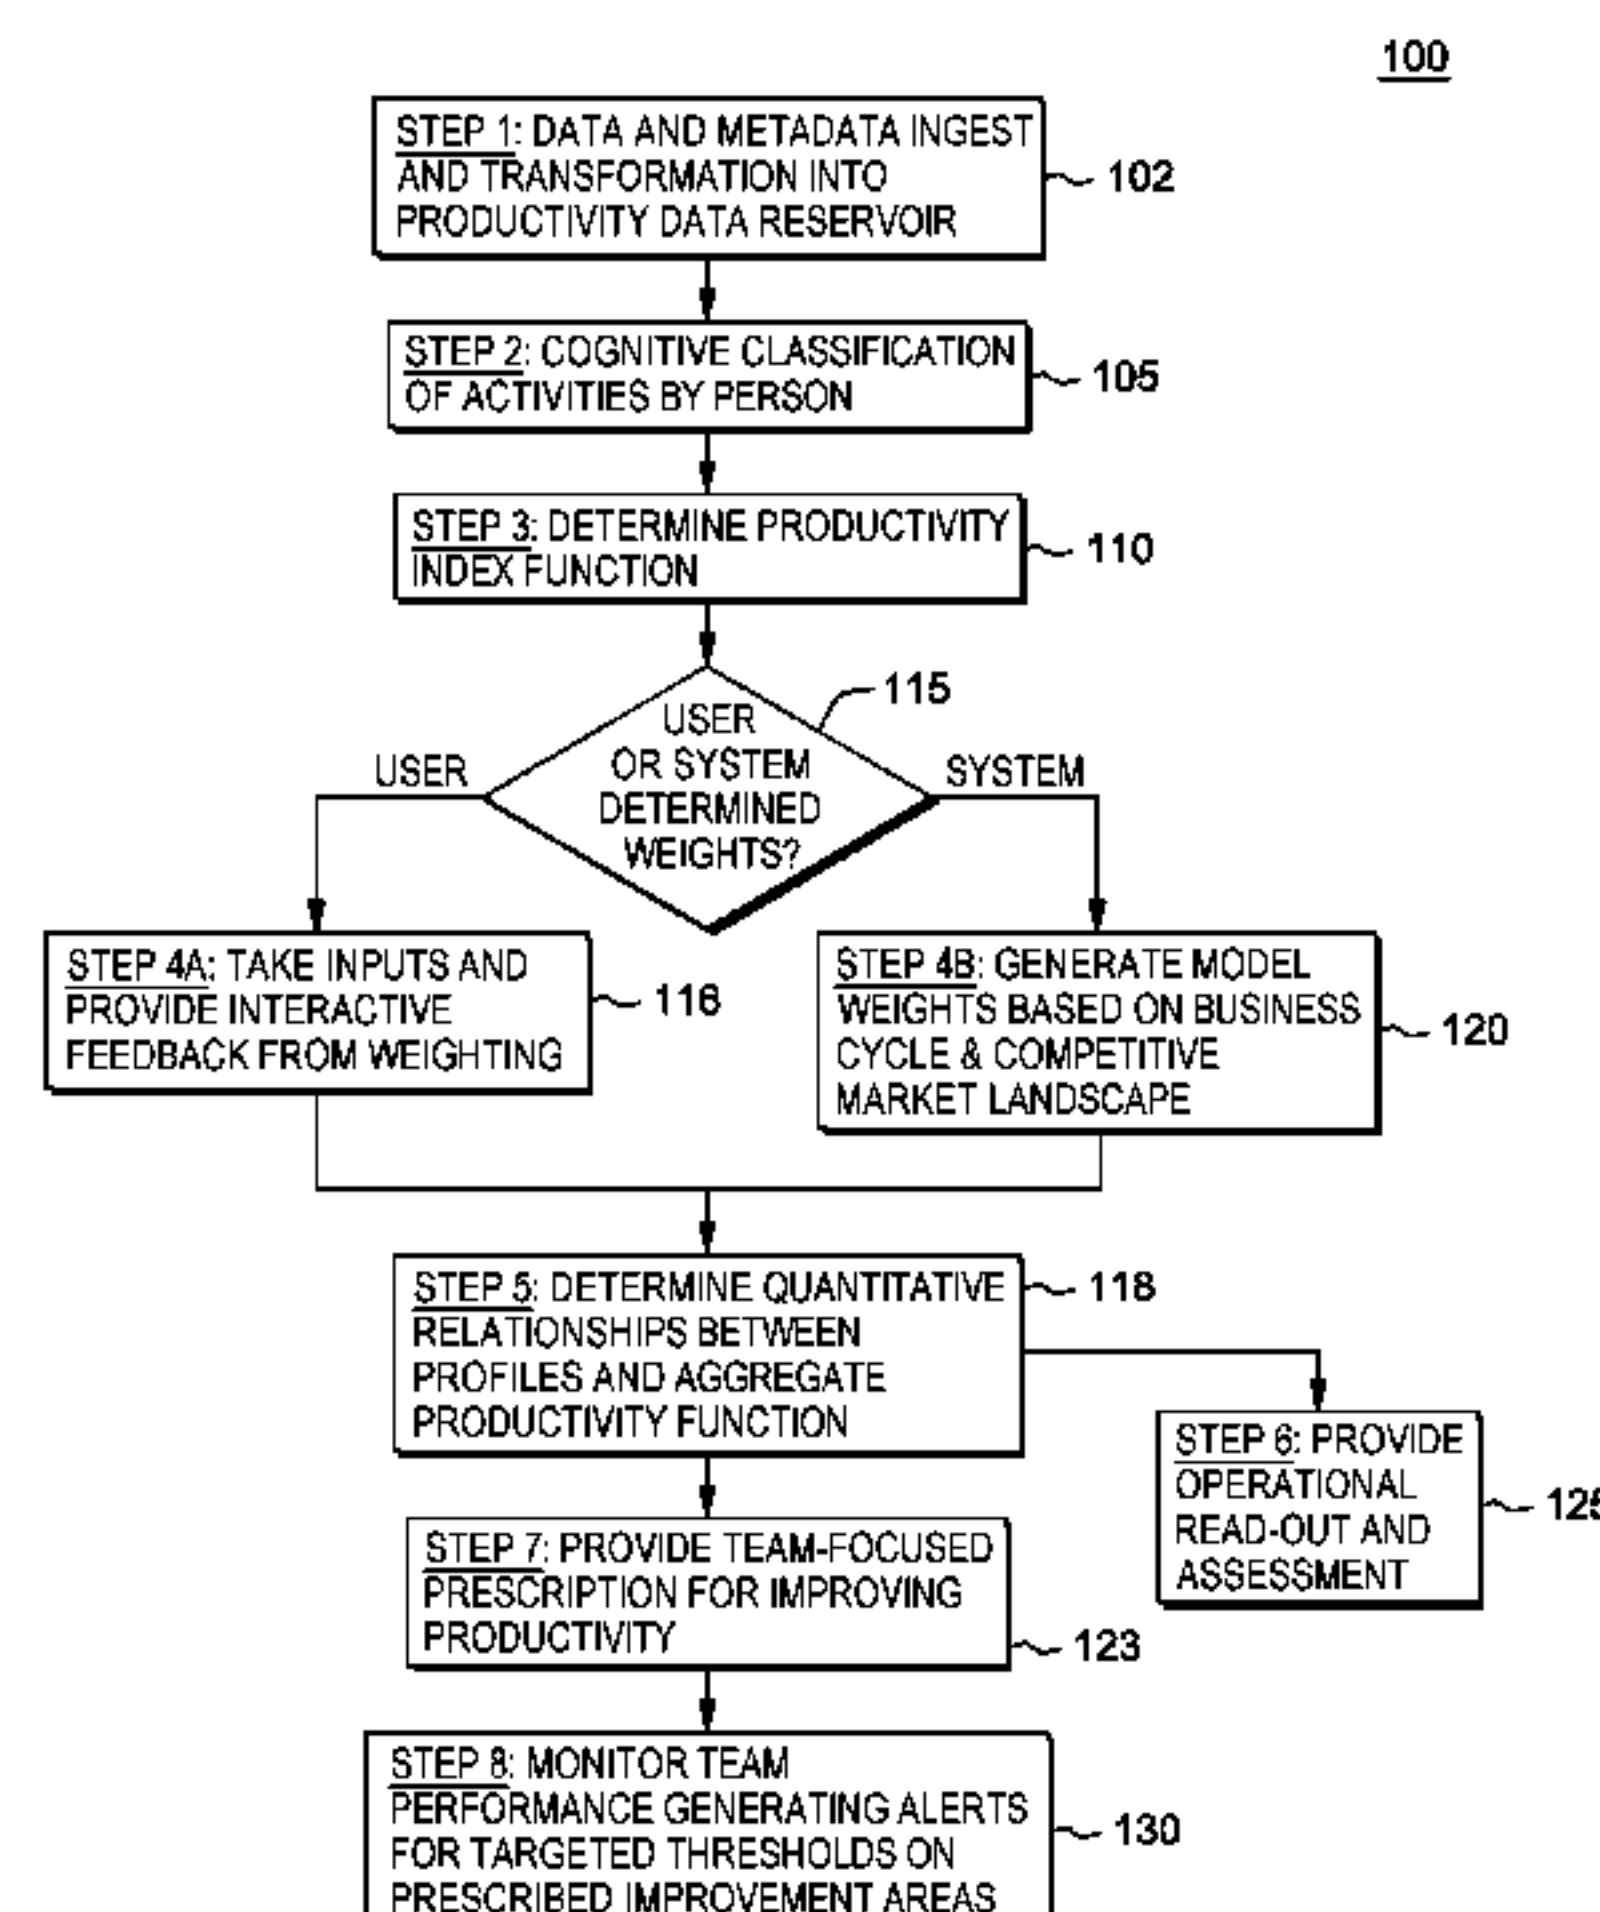 100
STEP 1: DATA AND METADATA INGEST
AND TRANSFORMATION INTO
PRODUCTIVITY DATA RESERVOIR
102
STEP 2: COGNITIVE CLASSIFICATION
OF ACTIVITIES BY PERSON
105
STEP 3: DETERMINE PRODUCTIVITY
INDEX FUNCTION
110
115
USER
OR SYSTEM
DETERMINED
WEIGHTS?
USER
SYSTEM
STEP 4A: TAKE INPUTS AND
PROVIDE INTERACTIVE
FEEDBACK FROM WEIGHTING
116
STEP 4B: GENERATE MODEL
WEIGHTS BASED ON BUSINESS
CYCLE & COMPETITIVE
MARKET LANDSCAPE
120
STEP 5: DETERMINE QUANTITATIVE
RELATIONSHIPS BETWEEN
PROFILES AND AGGREGATE
PRODUCTIVITY FUNCTION
118
STEP 6: PROVIDE
OPERATIONAL
READ-OUT AND
ASSESSMENT
STEP 7: PROVIDE TEAM-FOCUSED
PRESCRIPTION FOR IMPROVING
PRODUCTIVITY
123
STEP 8: MONITOR TEAM
PERFORMANCE GENERATING ALERTS
FOR TARGETED THRESHOLDS ON
PRESCRIBED IMPROVEMENT AREAS
130